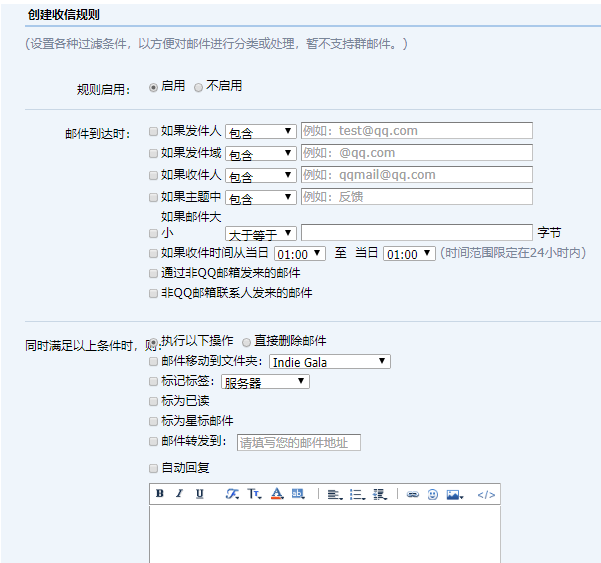 创建收信规则
(设置各种过滤条件，以方便对邮件进行分类或处理，暂不支持群邮件。)
规则启用： 启用 不启用
邮件到达时： 如果发件人 包含 例如：test@qq.com
如果发件域 包含 例如：@qq.com
如果收件人 包含 例如：qqmail@qq.com
如果主题中 包含 例如：反馈
如果邮件大
小 大于等于 字节
如果收件时间从当日 01:00 至 当日 01:00 (时间范围限定在24小时内)
通过非QQ邮箱发来的邮件
非QQ邮箱联系人发来的邮件
同时满足以上条件时，则： 执行以下操作 直接删除邮件
邮件移动到文件夹： Indie Gala
标记标签： 服务器
标为已读
标为星标邮件
邮件转发到： 请填写您的邮件地址
自动回复
B I U F TT A ab </>